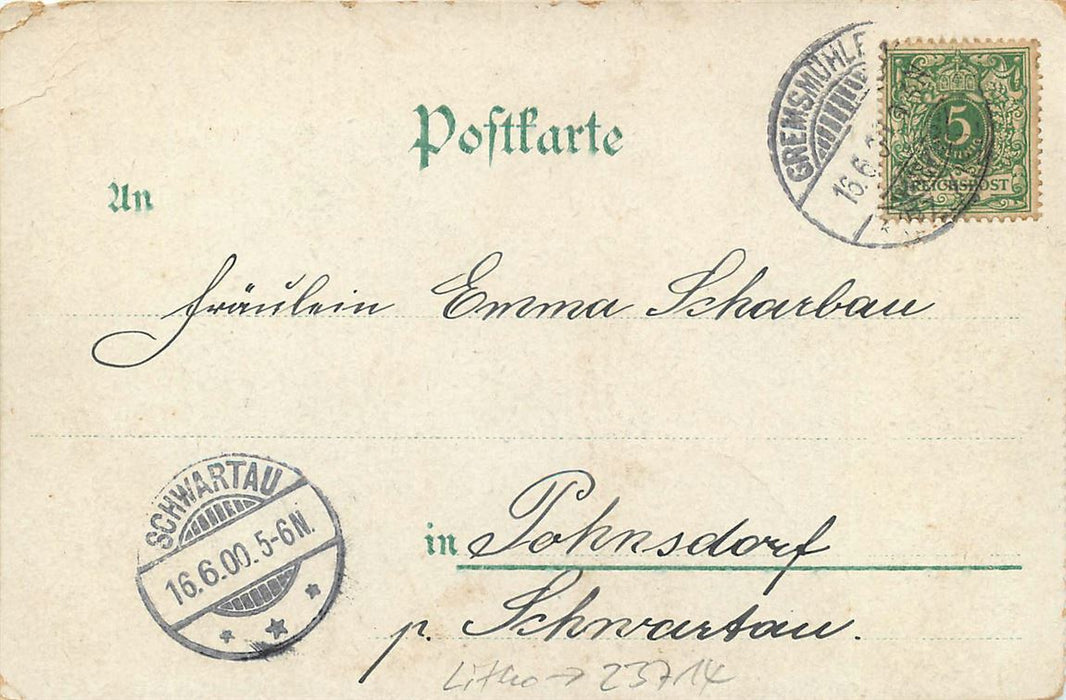 Postkarte
GREMSMÜHLE
16.6.
5
REICHSPOST
An
Fräulein Emma Scharbau
SCHWARTAU
16.6.00.5-6N.
in Pohnsdorf
p. Schwartau.
Litho → 23714